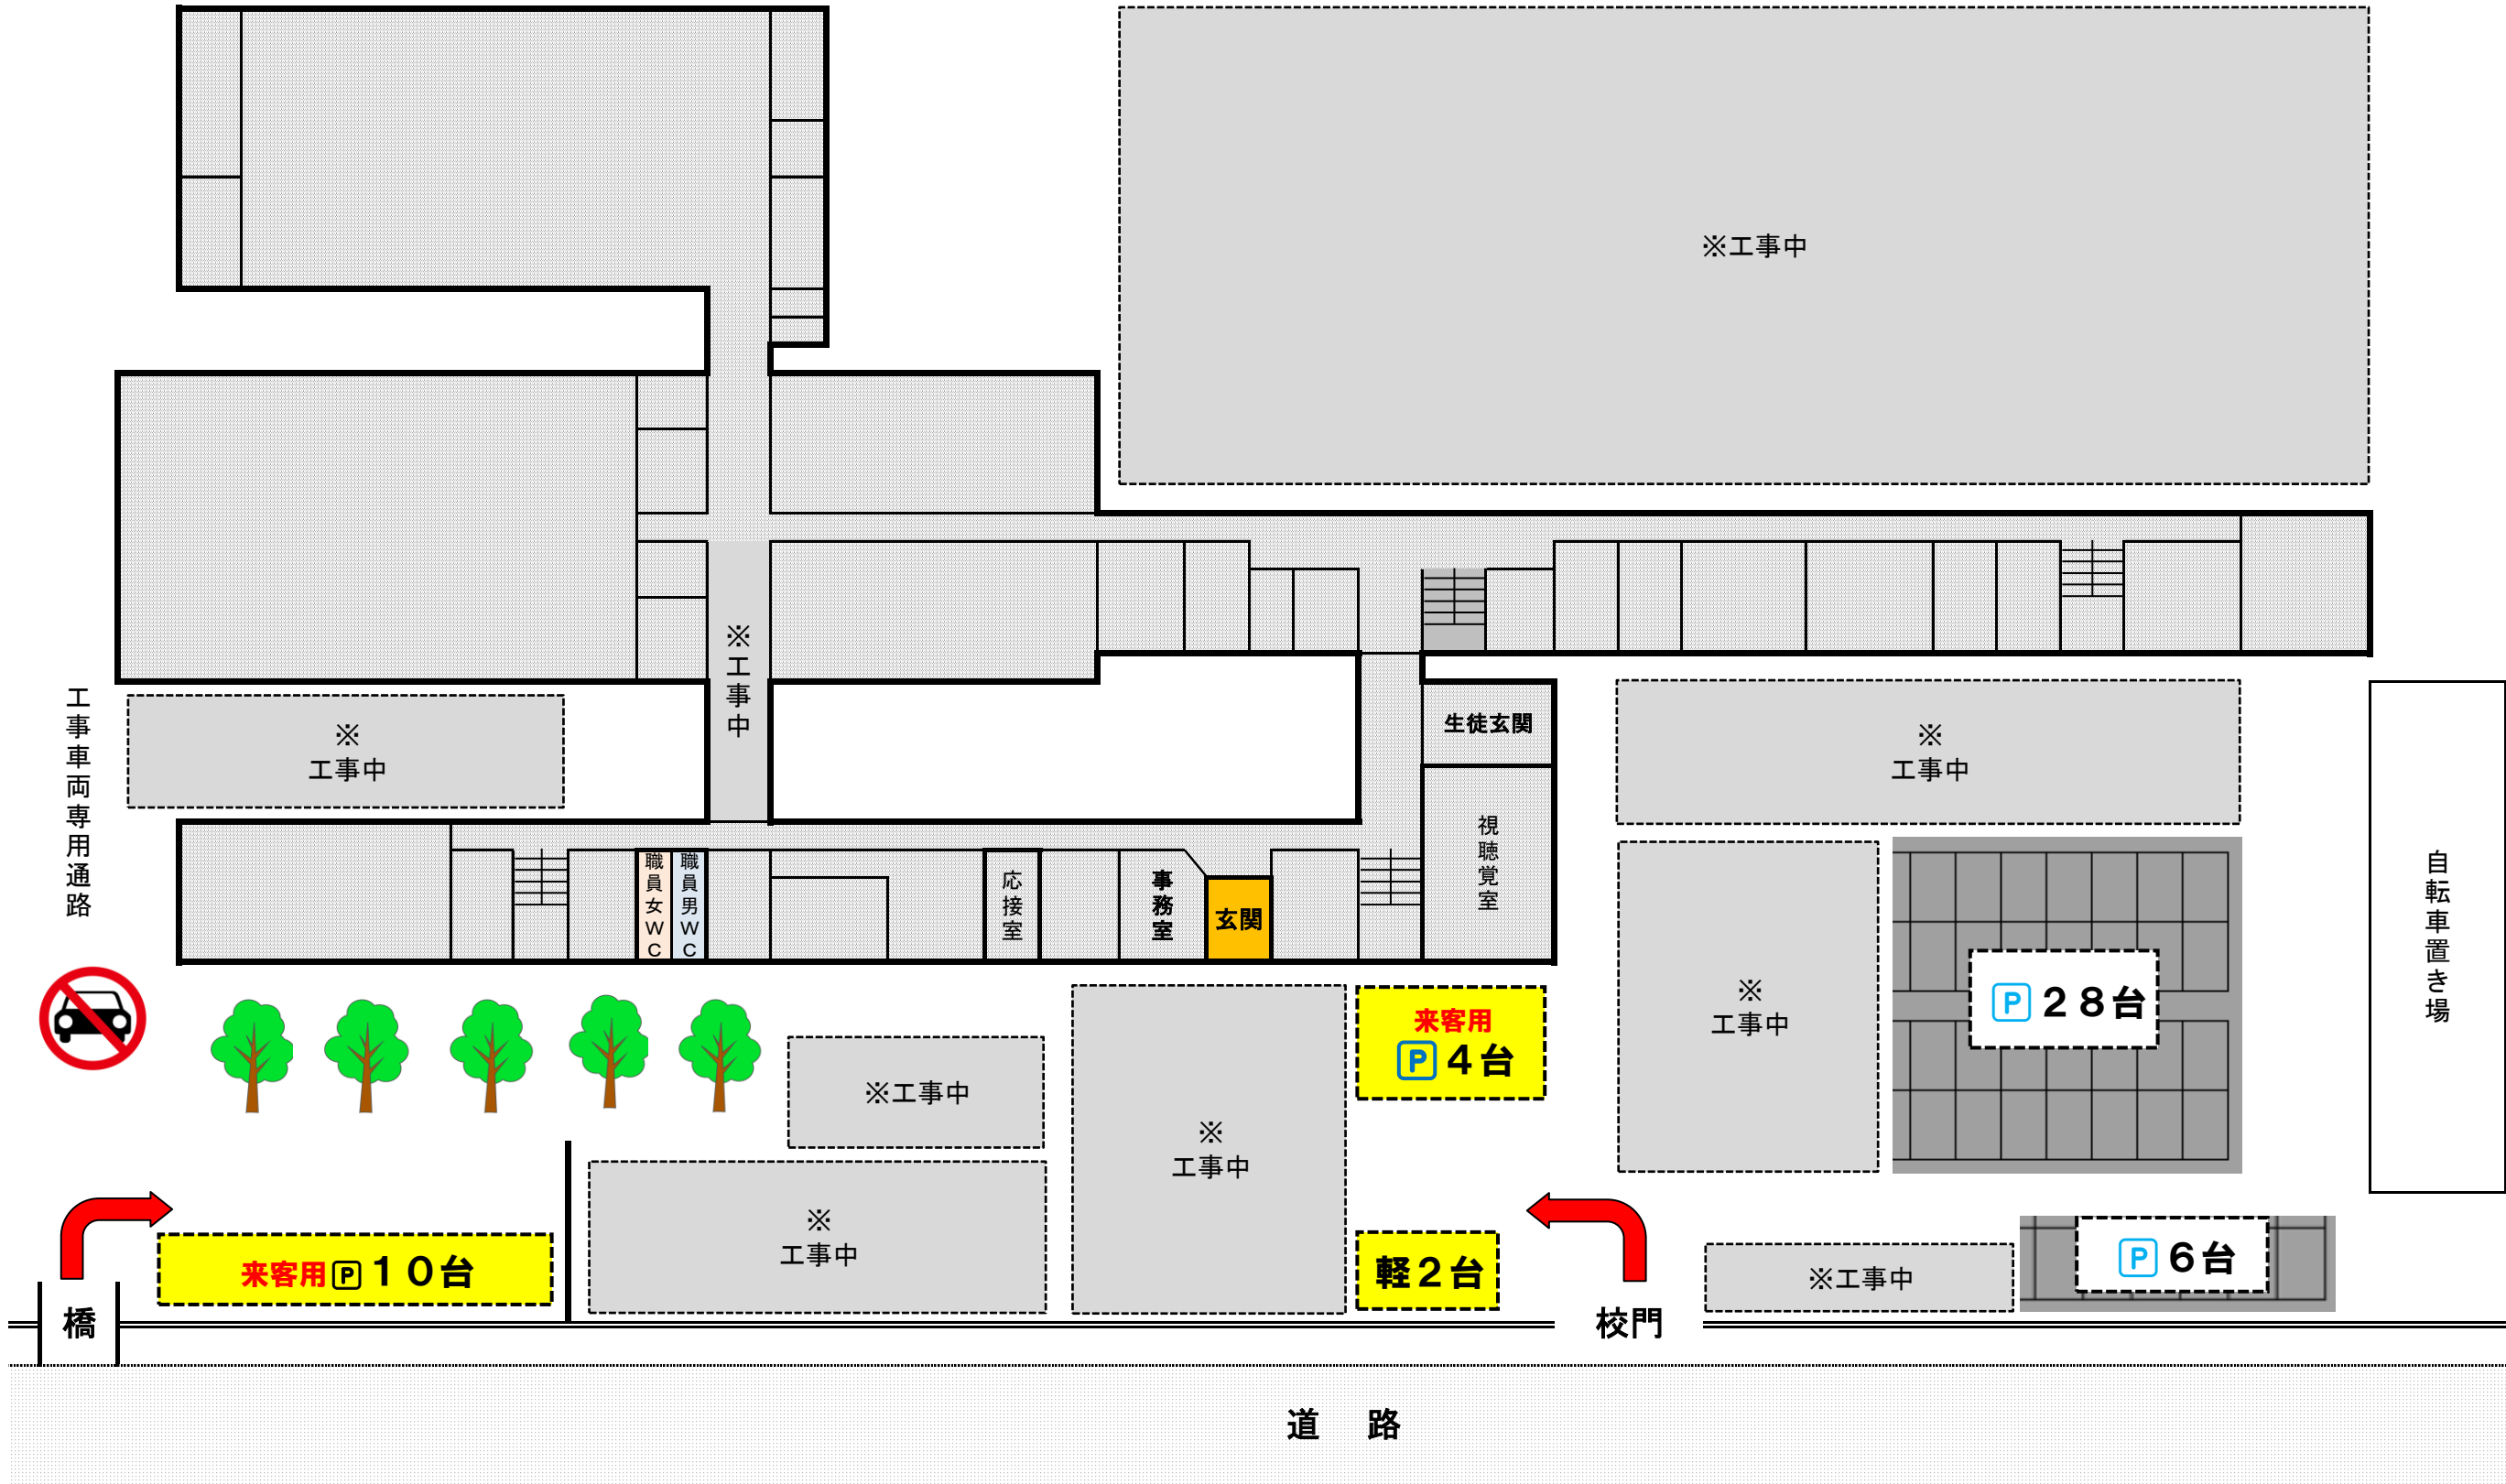 ※工事中
※工事中
工事車両専用通路
※
工事中
生徒玄関
※
工事中
視聴覚室
職員女WC
職員男WC
応接室
事務室
玄関
自転車置き場
※
工事中
P28台
来客用
P4台
※工事中
※
工事中
※
工事中
来客用P10台
軽2台
※工事中
P6台
橋
校門
道 路